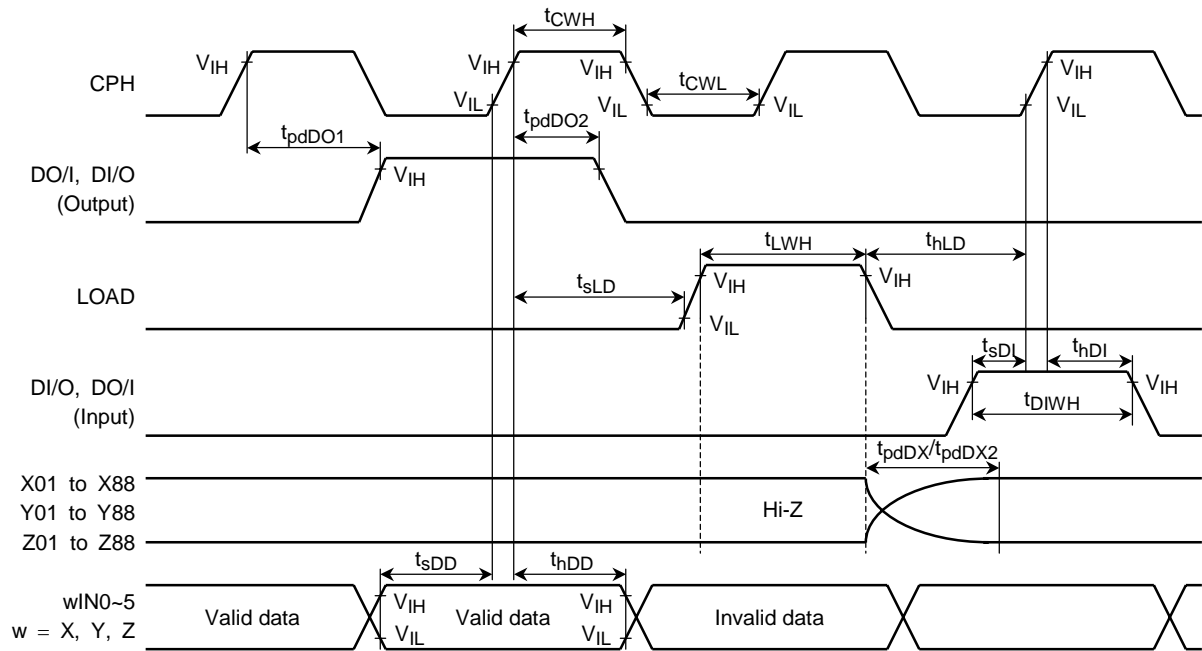 tCWH
VIH
VIH
VIH
VIH
CPH
tCWL
VIL
VIL
VIL
VIL
tpdDO1
tpdDO2
DO/I, DI/O
(Output)
VIH
tLWH
thLD
LOAD
tsLD
VIH
VIH
VIL
tsDI
thDI
DI/O, DO/I
(Input)
VIH
VIH
tDIWH
tpdDX/tpdDX2
X01 to X88
Y01 to Y88
Z01 to Z88
Hi-Z
tsDD
thDD
wIN0~5
w = X, Y, Z
Valid data
VIH
VIL
Valid data
VIH
VIL
Invalid data